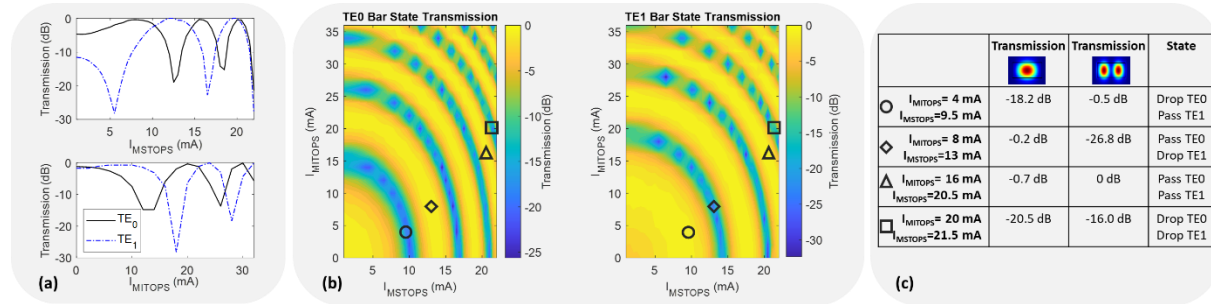 0
-10
-20
-30
Transmission (dB)
5 10 15 20
I_MSTOPS (mA)
0
-10
-20
-30
Transmission (dB)
TE0
TE1
0 10 20 30
I_MITOPS (mA)
(a)
TE0 Bar State Transmission
35
30
25
20
15
10
5
0
I_MITOPS (mA)
5 10 15 20
I_MSTOPS (mA)
0
-5
-10
-15
-20
-25
Transmission (dB)
(b)
TE1 Bar State Transmission
35
30
25
20
15
10
5
0
I_MITOPS (mA)
5 10 15 20
I_MSTOPS (mA)
0
-5
-10
-15
-20
-25
-30
Transmission (dB)
Transmission Transmission State
I_MITOPS= 4 mA -18.2 dB -0.5 dB Drop TE0
I_MSTOPS=9.5 mA Pass TE1
I_MITOPS= 8 mA -0.2 dB -26.8 dB Pass TE0
I_MSTOPS=13 mA Drop TE1
I_MITOPS= 16 mA -0.7 dB 0 dB Pass TE0
I_MSTOPS=20.5 mA Pass TE1
I_MITOPS= 20 mA -20.5 dB -16.0 dB Drop TE0
I_MSTOPS=21.5 mA Drop TE1
(c)